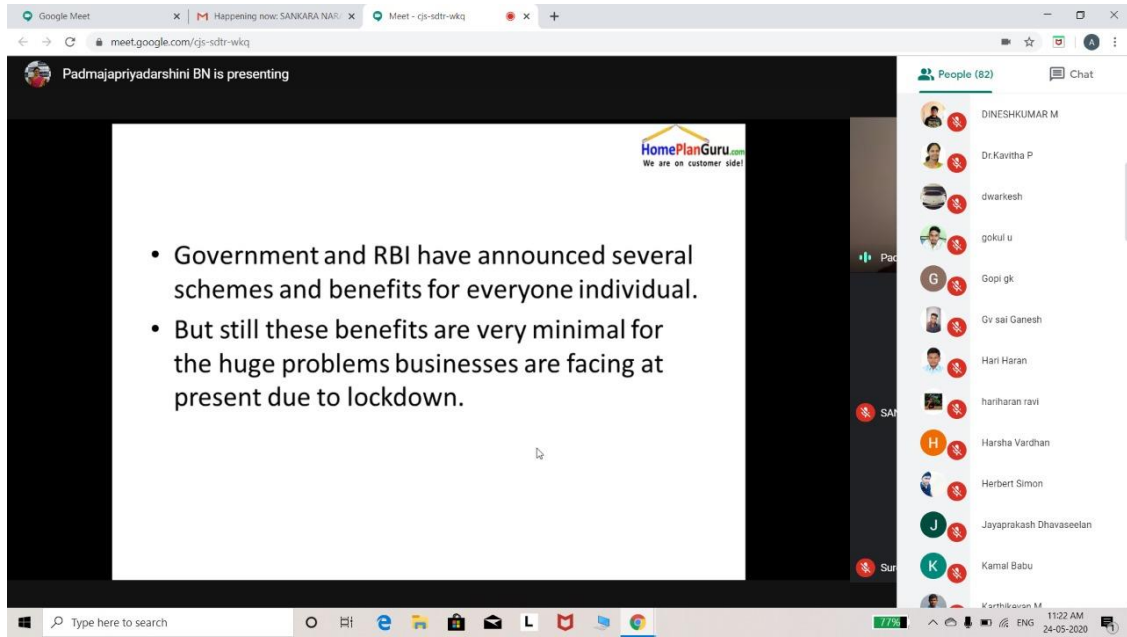 Google Meet
Happening now: SANKARA NAR
Meet - cjs-sdtr-wkq
meet.google.com/cjs-sdtr-wkq
A
Padmajapriyadarshini BN is presenting
People (82)
Chat
HomePlanGuru.com
We are on customer side!
• Government and RBI have announced several
schemes and benefits for everyone individual.
• But still these benefits are very minimal for
the huge problems businesses are facing at
present due to lockdown.
Pad
SAN
Sur
DINESHKUMAR M
Dr.Kavitha P
dwarkesh
gokul u
G
Gopi gk
Gv sai Ganesh
Hari Haran
hariharan ravi
H
Harsha Vardhan
Herbert Simon
J
Jayaprakash Dhavaseelan
K
Kamal Babu
Karthikeyan M
Type here to search
L
77%
ENG
11:22 AM
24-05-2020
1